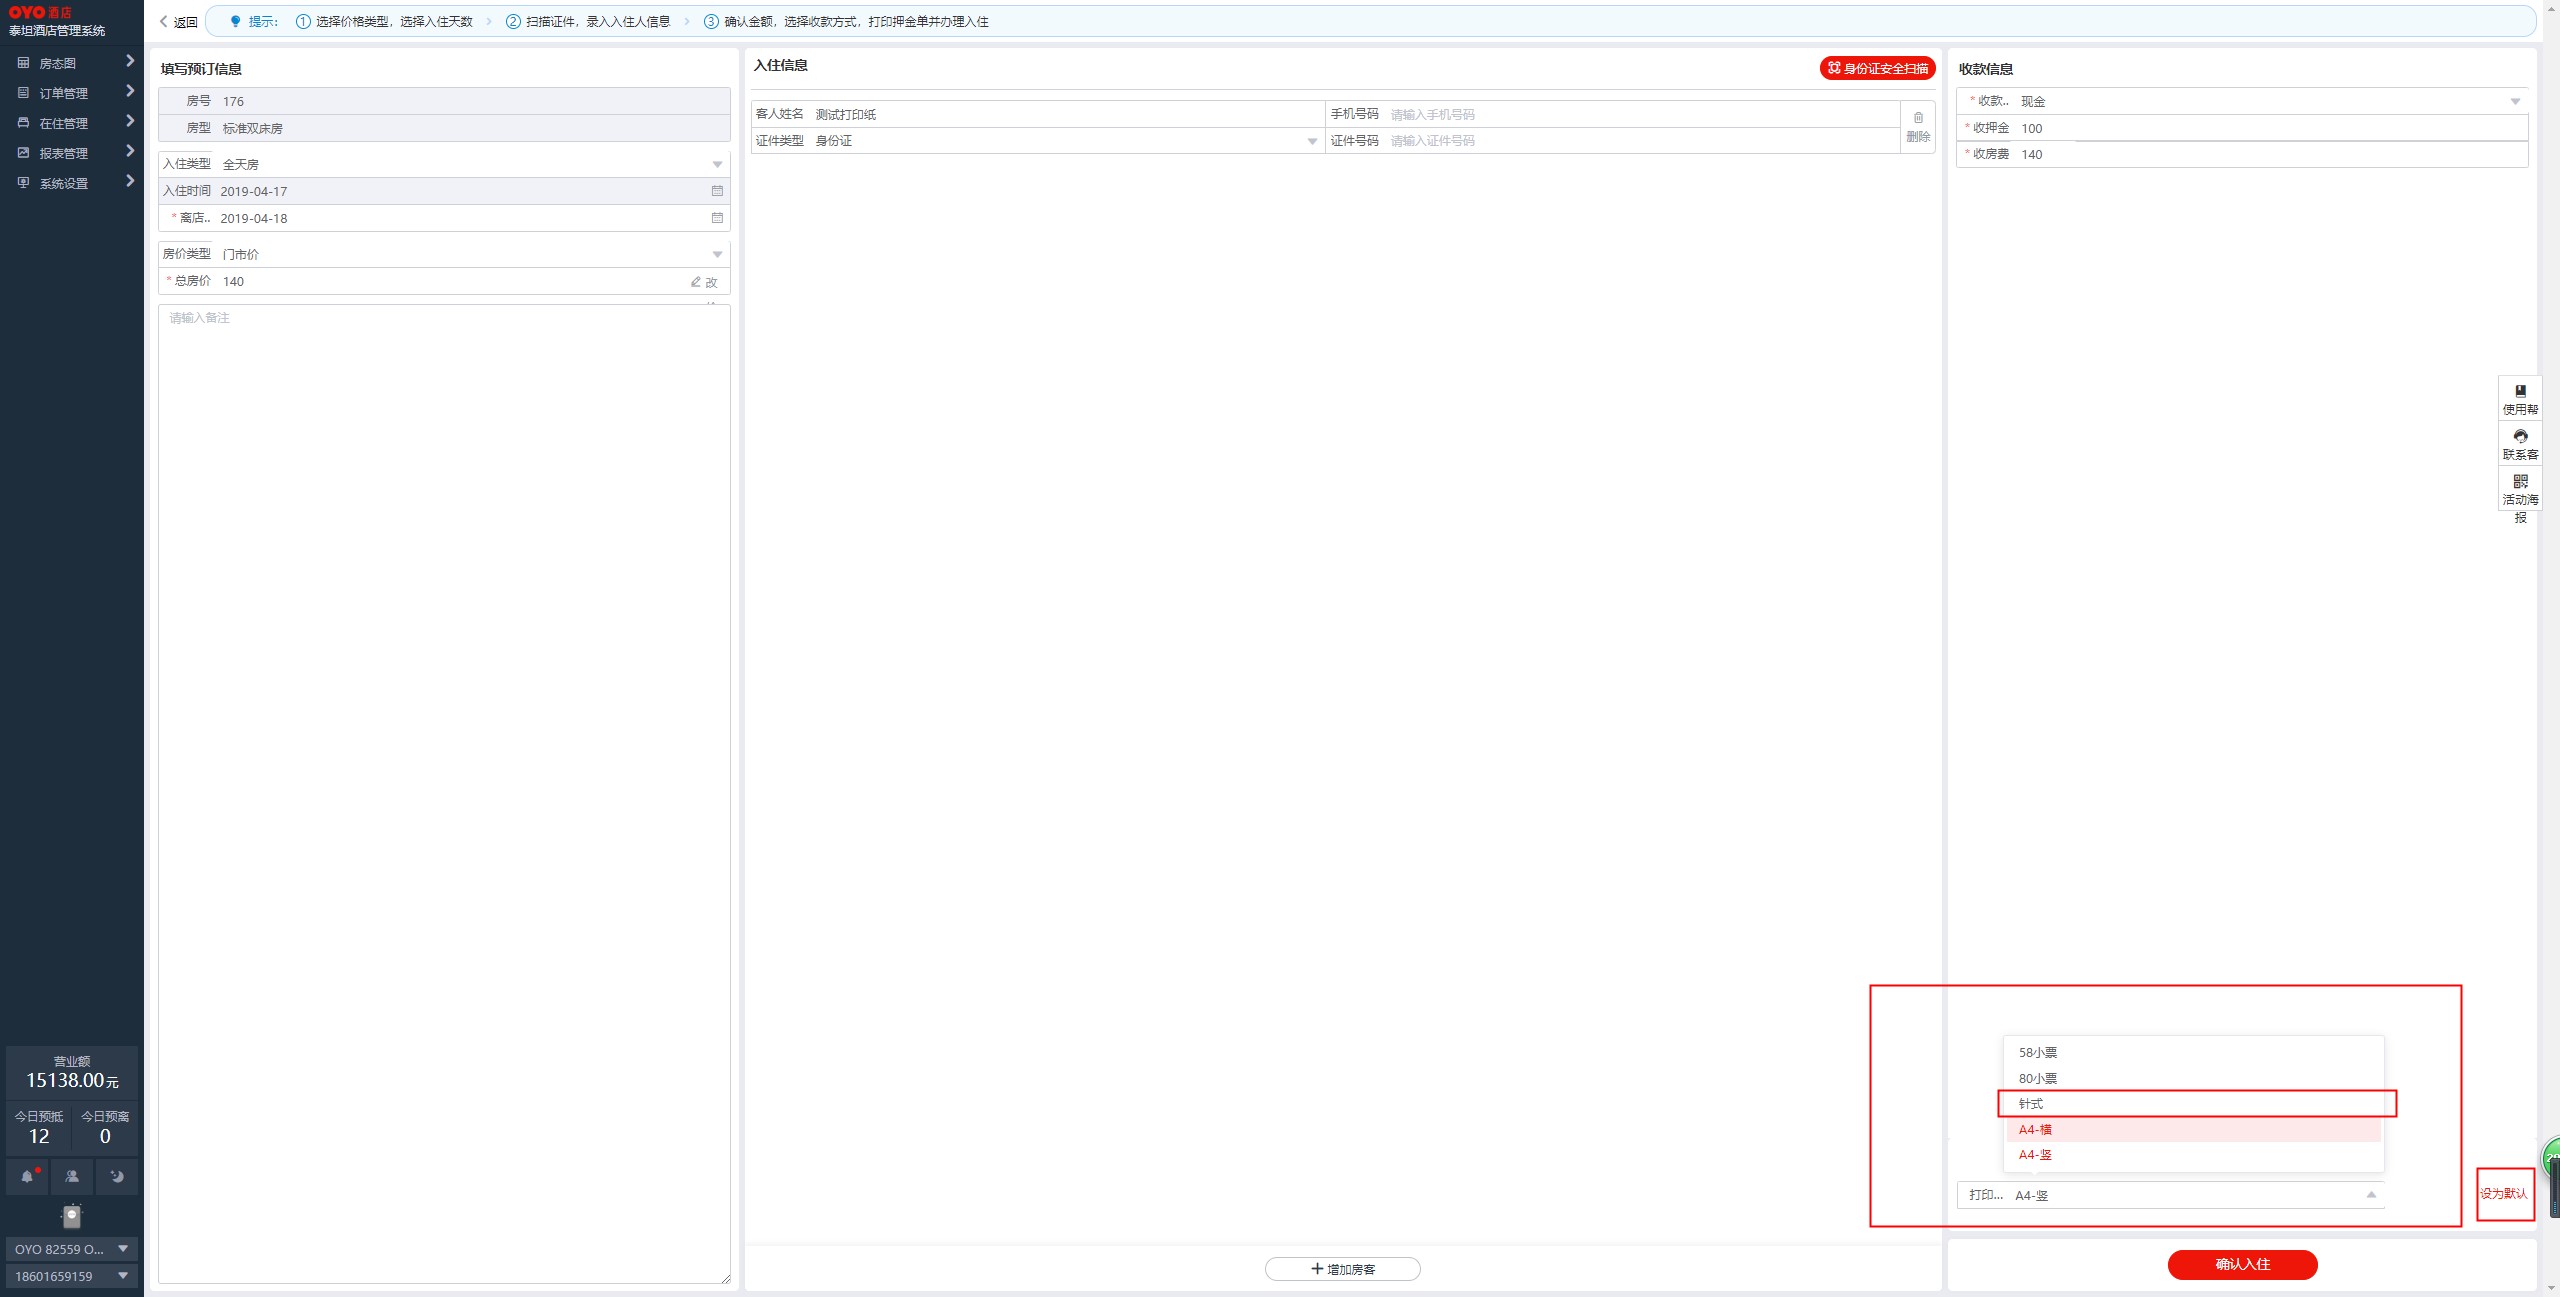 OYO 酒店
泰坦酒店管理系统
房态图
订单管理
在住管理
报表管理
系统设置
营业额
15138.00元
今日预抵 今日预离
12 0
OYO 82559 O...
18601659159
返回
提示: ① 选择价格类型，选择入住天数 ② 扫描证件，录入入住人信息 ③ 确认金额，选择收款方式，打印押金单并办理入住
填写预订信息
房号 176
房型 标准双床房
入住类型 全天房
入住时间 2019-04-17
* 离店.. 2019-04-18
房价类型 门市价
* 总房价 140 改
请输入备注
入住信息
身份证安全扫描
客人姓名 测试打印纸 手机号码 请输入手机号码
证件类型 身份证 证件号码 请输入证件号码
删除
增加房客
收款信息
* 收款.. 现金
* 收押金 100
* 收房费 140
使用帮
联系客
活动海
报
58小票
80小票
针式
A4-横
A4-竖
打印... A4-竖
设为默认
确认入住